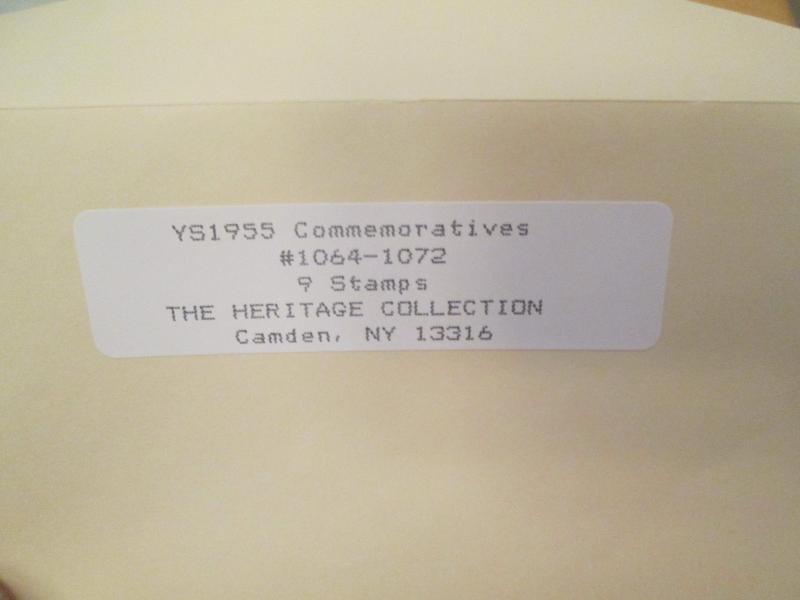 YS1955 Commemoratives
#1064-1072
9 Stamps
THE HERITAGE COLLECTION
Camden, NY 13316